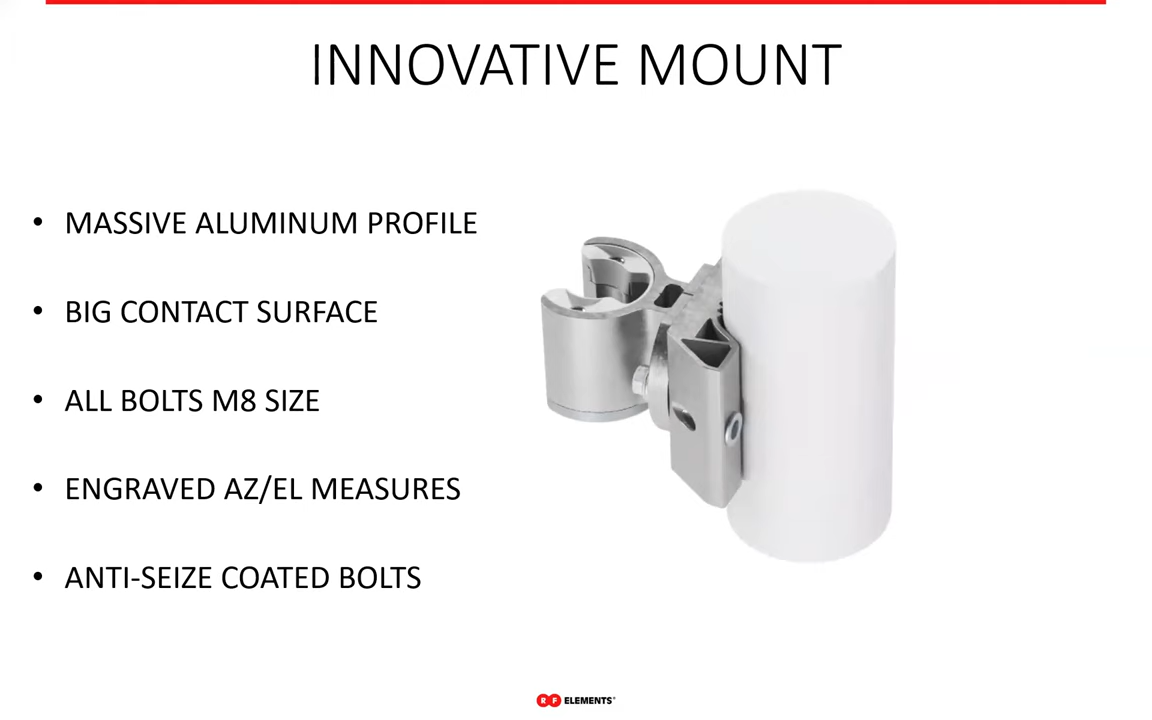 INNOVATIVE MOUNT
• MASSIVE ALUMINUM PROFILE
• BIG CONTACT SURFACE
• ALL BOLTS M8 SIZE
• ENGRAVED AZ/EL MEASURES
• ANTI-SEIZE COATED BOLTS
RF ELEMENTS